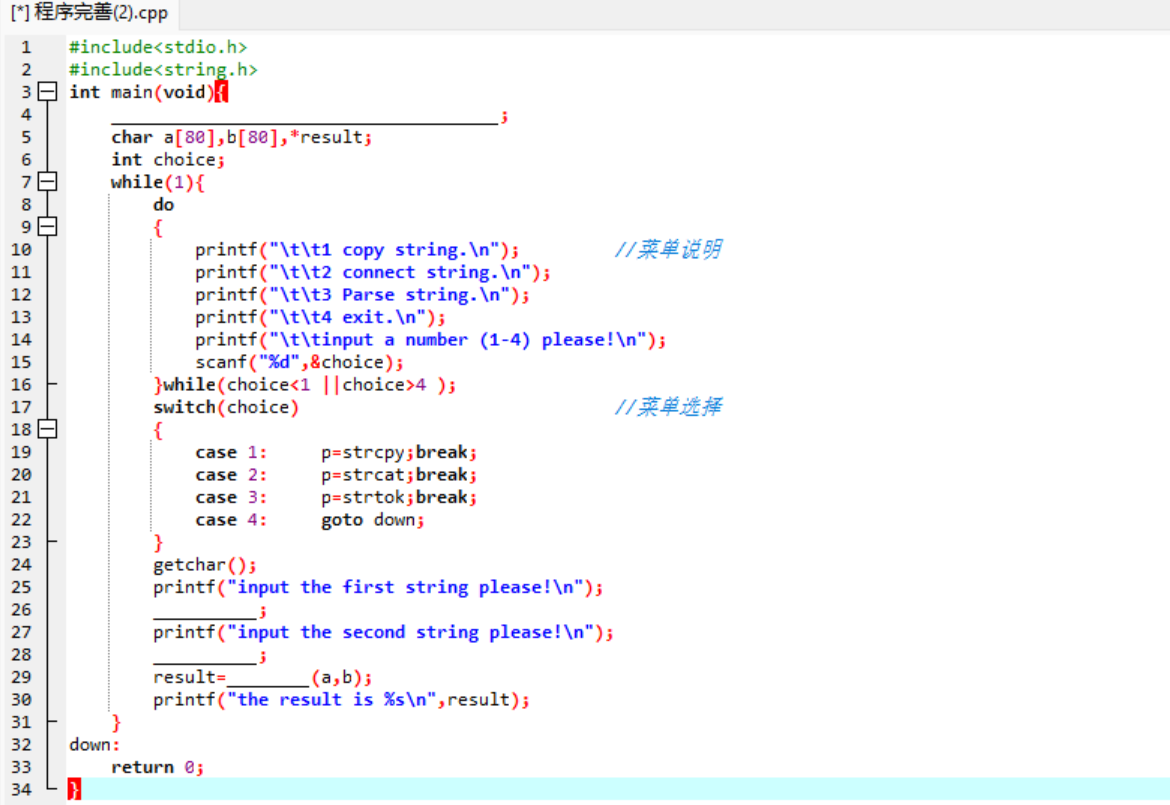 [*] 程序完善(2).cpp
1 #include<stdio.h>
2 #include<string.h>
3 int main(void){
4 ____________________________________;
5 char a[80],b[80],*result;
6 int choice;
7 while(1){
8 do
9 {
10 printf("\t\t1 copy string.\n"); //菜单说明
11 printf("\t\t2 connect string.\n");
12 printf("\t\t3 Parse string.\n");
13 printf("\t\t4 exit.\n");
14 printf("\t\tinput a number (1-4) please!\n");
15 scanf("%d",&choice);
16 }while(choice<1 ||choice>4 );
17 switch(choice) //菜单选择
18 {
19 case 1: p=strcpy;break;
20 case 2: p=strcat;break;
21 case 3: p=strtok;break;
22 case 4: goto down;
23 }
24 getchar();
25 printf("input the first string please!\n");
26 __________;
27 printf("input the second string please!\n");
28 __________;
29 result=________(a,b);
30 printf("the result is %s\n",result);
31 }
32 down:
33 return 0;
34 }